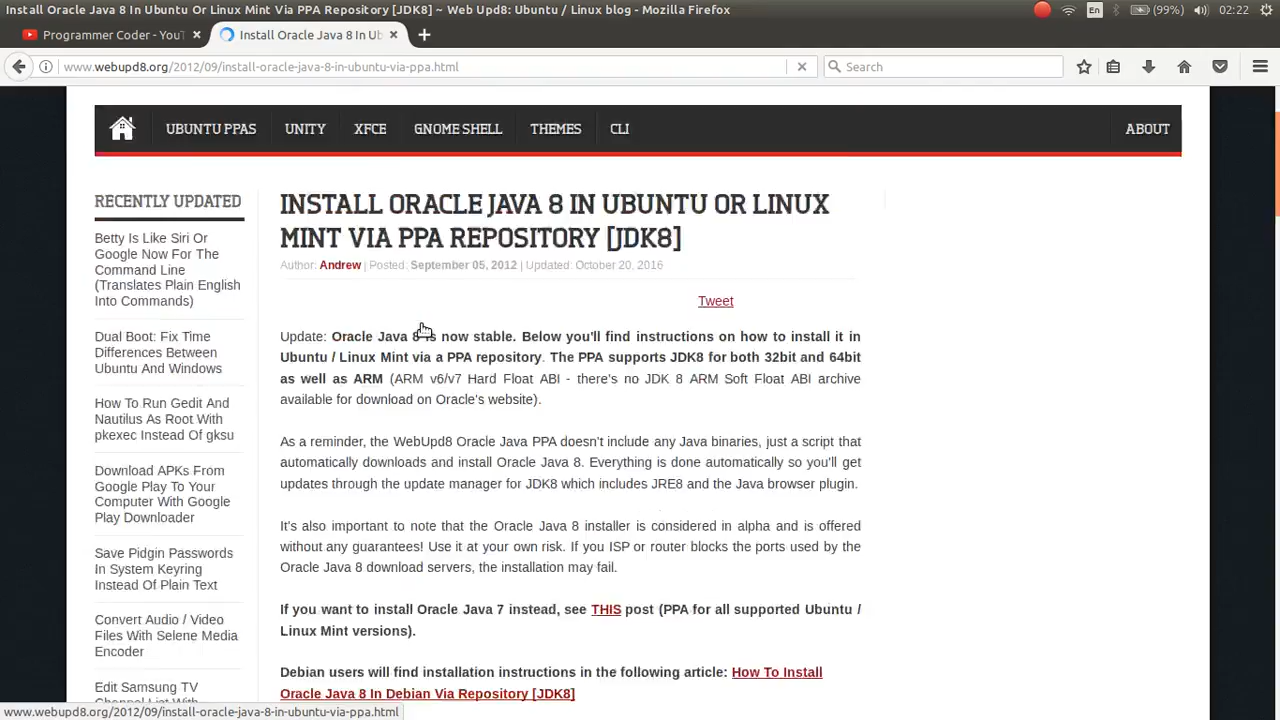 Install Oracle Java 8 In Ubuntu Or Linux Mint Via PPA Repository [JDK8] ~ Web Upd8: Ubuntu / Linux blog - Mozilla Firefox
En
(99%)
02:22
Programmer Coder - YouT
Install Oracle Java 8 In Ub
www.webupd8.org/2012/09/install-oracle-java-8-in-ubuntu-via-ppa.html
Search
UBUNTU PPAS
UNITY
XFCE
GNOME SHELL
THEMES
CLI
ABOUT
RECENTLY UPDATED
Betty Is Like Siri Or
Google Now For The
Command Line
(Translates Plain English
Into Commands)
Dual Boot: Fix Time
Differences Between
Ubuntu And Windows
How To Run Gedit And
Nautilus As Root With
pkexec Instead Of gksu
Download APKs From
Google Play To Your
Computer With Google
Play Downloader
Save Pidgin Passwords
In System Keyring
Instead Of Plain Text
Convert Audio / Video
Files With Selene Media
Encoder
Edit Samsung TV
Channel List With
INSTALL ORACLE JAVA 8 IN UBUNTU OR LINUX
MINT VIA PPA REPOSITORY [JDK8]
Author: Andrew | Posted: September 05, 2012 | Updated: October 20, 2016
Tweet
Update: Oracle Java 8 is now stable. Below you'll find instructions on how to install it in
Ubuntu / Linux Mint via a PPA repository. The PPA supports JDK8 for both 32bit and 64bit
as well as ARM (ARM v6/v7 Hard Float ABI - there's no JDK 8 ARM Soft Float ABI archive
available for download on Oracle's website).
As a reminder, the WebUpd8 Oracle Java PPA doesn't include any Java binaries, just a script that
automatically downloads and install Oracle Java 8. Everything is done automatically so you'll get
updates through the update manager for JDK8 which includes JRE8 and the Java browser plugin.
It's also important to note that the Oracle Java 8 installer is considered in alpha and is offered
without any guarantees! Use it at your own risk. If you ISP or router blocks the ports used by the
Oracle Java 8 download servers, the installation may fail.
If you want to install Oracle Java 7 instead, see THIS post (PPA for all supported Ubuntu /
Linux Mint versions).
Debian users will find installation instructions in the following article: How To Install
Oracle Java 8 In Debian Via Repository [JDK8]
www.webupd8.org/2012/09/install-oracle-java-8-in-ubuntu-via-ppa.html